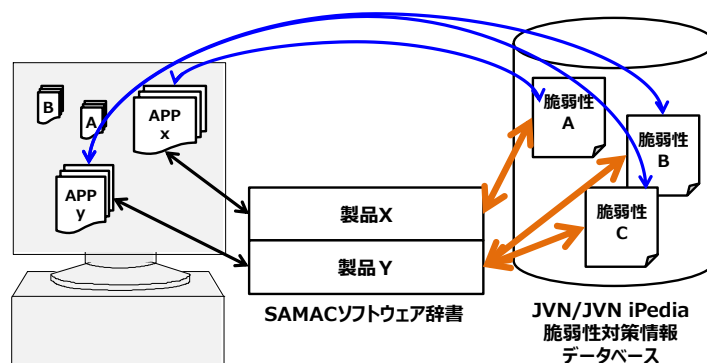 B
A
APP
x
APP
y
製品X
製品Y
SAMACソフトウェア辞書
脆弱性
A
脆弱性
B
脆弱性
C
JVN/JVN iPedia
脆弱性対策情報
データベース